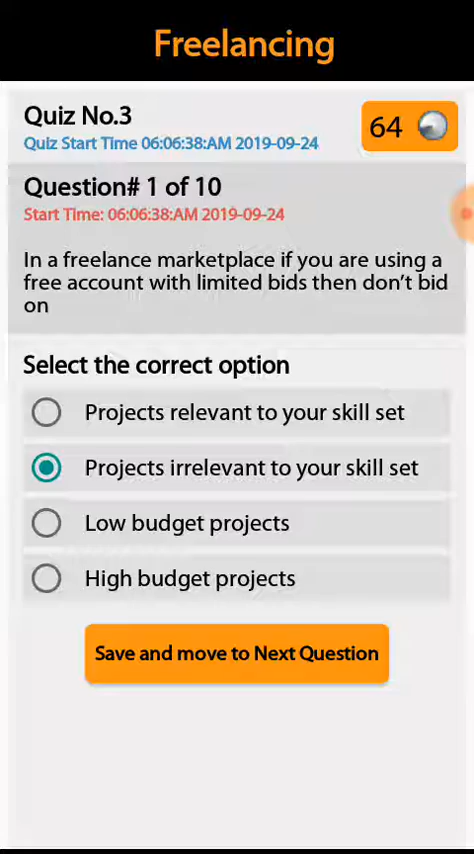 Freelancing
Quiz No.3
64
Quiz Start Time 06:06:38:AM 2019-09-24
Question# 1 of 10
Start Time: 06:06:38:AM 2019-09-24
In a freelance marketplace if you are using a
free account with limited bids then don't bid
on
Select the correct option
Projects relevant to your skill set
Projects irrelevant to your skill set
Low budget projects
High budget projects
Save and move to Next Question